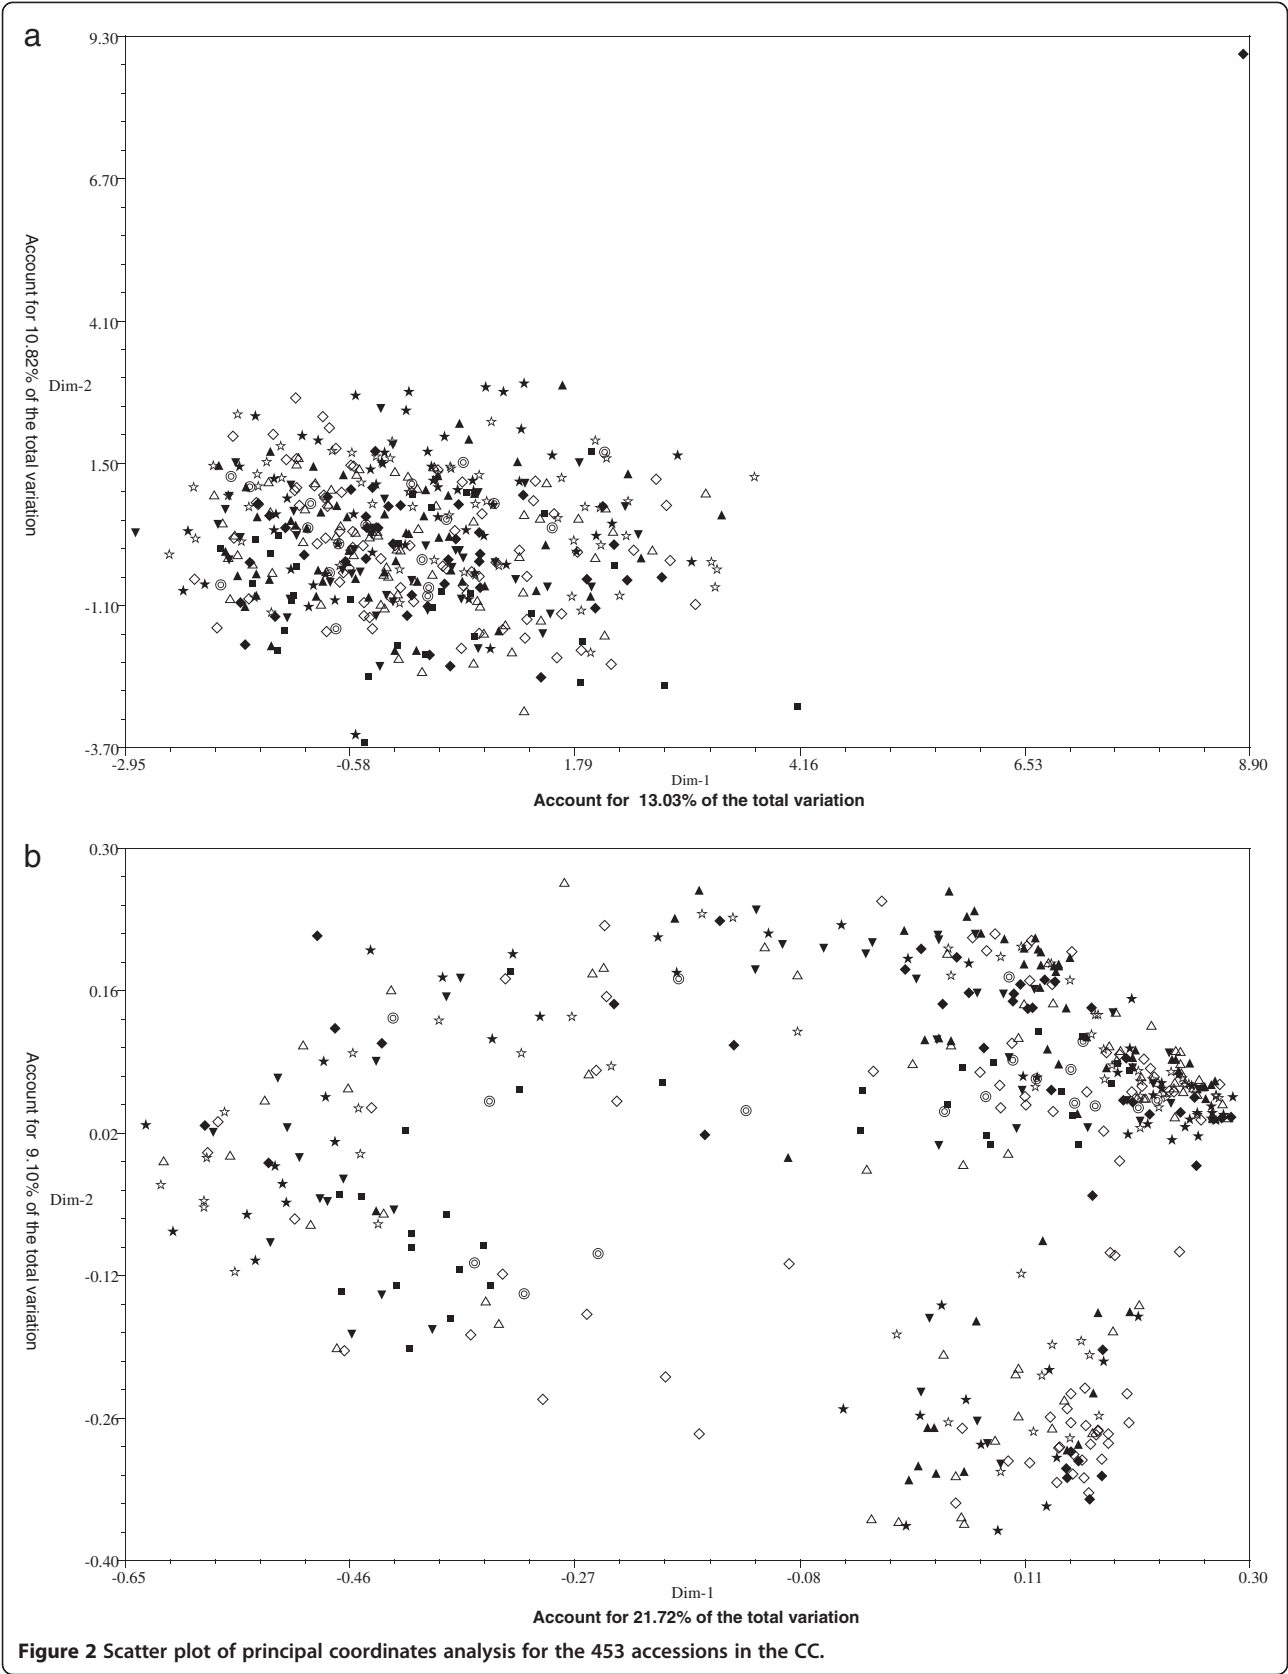 a
9.30
6.70
4.10
Dim-2
1.50
-1.10
-3.70
Account for 10.82% of the total variation
-2.95 -0.58 1.79 4.16 6.53 8.90
Dim-1
Account for 13.03% of the total variation
b
0.30
0.16
0.02
Dim-2
-0.12
-0.26
-0.40
Account for 9.10% of the total variation
-0.65 -0.46 -0.27 -0.08 0.11 0.30
Dim-1
Account for 21.72% of the total variation
Figure 2 Scatter plot of principal coordinates analysis for the 453 accessions in the CC.